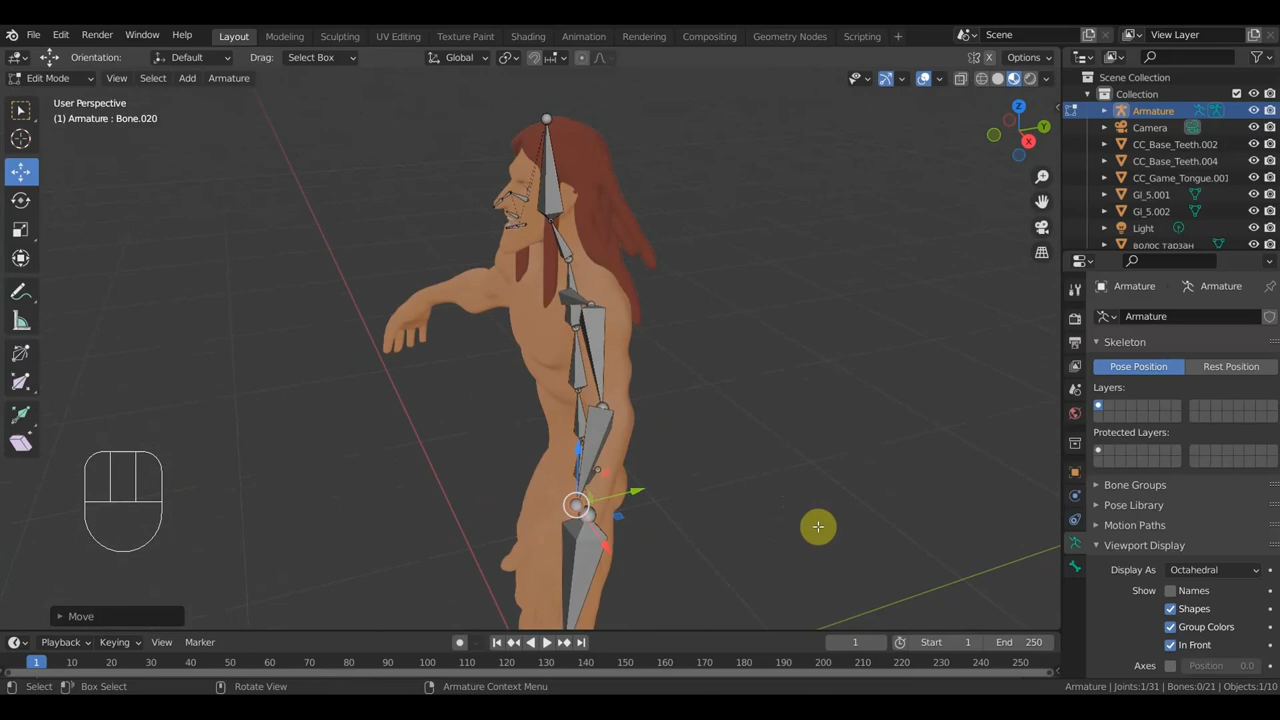 File Edit Render Window Help Layout Modeling Sculpting UV Editing Texture Paint Shading Animation Rendering Compositing Geometry Nodes Scripting + Scene View Layer
Orientation: Default Drag: Select Box Global Options
Edit Mode View Select Add Armature
User Perspective
(1) Armature : Bone.020
Z
Y
X
Scene Collection
Collection
Armature
Camera
CC_Base_Teeth.002
CC_Base_Teeth.004
CC_Game_Tongue.001
GI_5.001
GI_5.002
Light
волос тарзан
Armature Armature
Armature
Skeleton
Pose Position Rest Position
Layers:
Protected Layers:
Bone Groups
Pose Library
Motion Paths
Viewport Display
Display As Octahedral
Show Names
Shapes
Group Colors
In Front
Axes Position 0.0
Move
Playback Keying View Marker 1 Start 1 End 250
1 10 20 30 40 50 60 70 80 90 100 110 120 130 140 150 160 170 180 190 200 210 220 230 240 250
Select Box Select Rotate View Armature Context Menu Armature | Joints:1/31 | Bones:0/21 | Objects:1/10